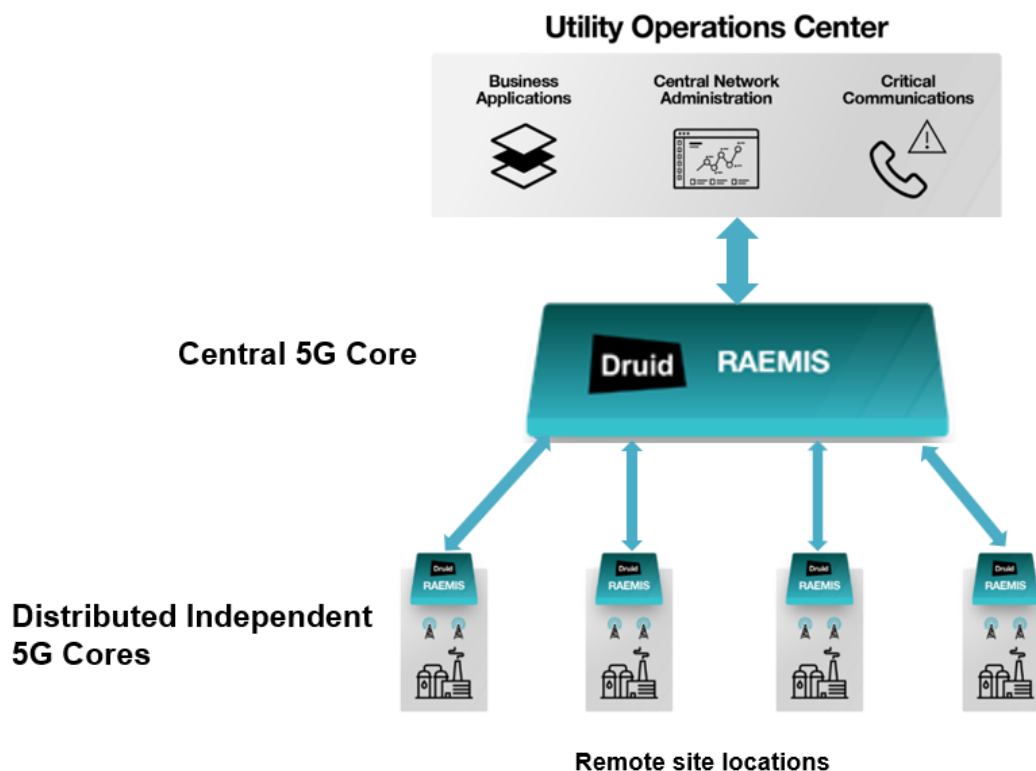 Utility Operations Center
Business
Applications
Central Network
Administration
Critical
Communications
Central 5G Core
Druid RAEMIS
Druid
RAEMIS
Druid
RAEMIS
Druid
RAEMIS
Druid
RAEMIS
Distributed Independent
5G Cores
Remote site locations